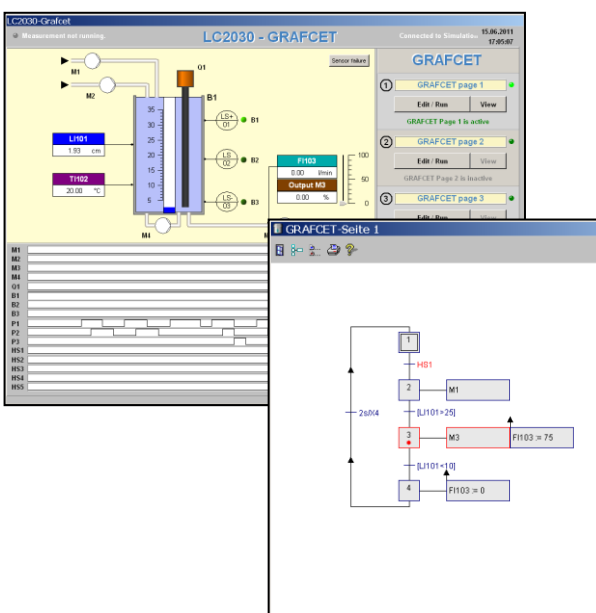 LC2030-Grafcet
Measurement not running.
LC2030 - GRAFCET
Connected to Simulation
15.06.2011
17:05:07
M1
M2
Q1
Sensor failure
B1
35
30
25
20
15
10
5
LS+
01
B1
LS
02
B2
LS-
03
B3
LI101
1.93 cm
TI102
20.00 °C
FI103
0.00 l/min
Output M3
0.00 %
100
50
0
M4
GRAFCET
1 GRAFCET page 1
Edit / Run View
GRAFCET Page 1 is active
2 GRAFCET page 2
Edit / Run View
GRAFCET Page 2 is Inactive
3 GRAFCET page 3
M1
M2
M3
M4
Q1
B1
B2
B3
P1
P2
P3
HS1
HS2
HS3
HS4
HS5
GRAFCET-Seite 1
1
HS1
2 M1
2s/X4 [LI101>25]
3 M3 FI103 := 75
[LI101<10]
4 FI103 := 0